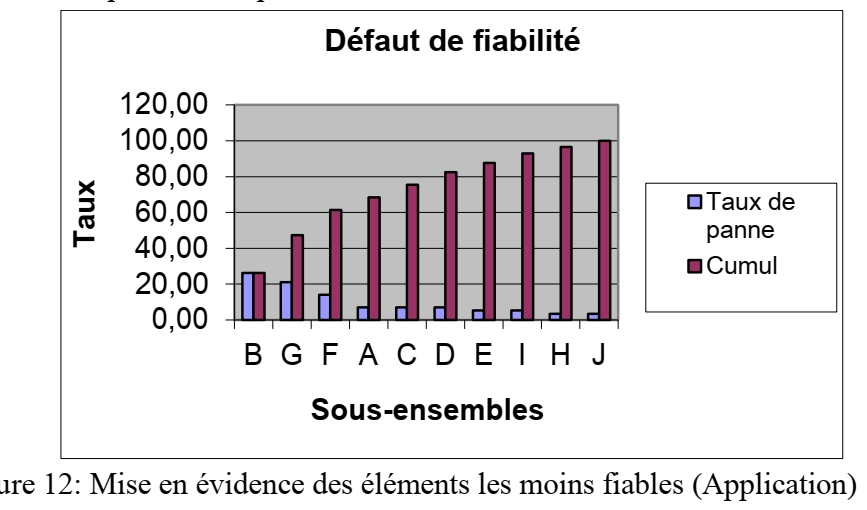 Défaut de fiabilité
120,00
100,00
80,00
60,00
40,00
20,00
0,00
Taux
B G F A C D E I H J
Sous-ensembles
Taux de
panne
Cumul
ure 12: Mise en évidence des éléments les moins fiables (Application)